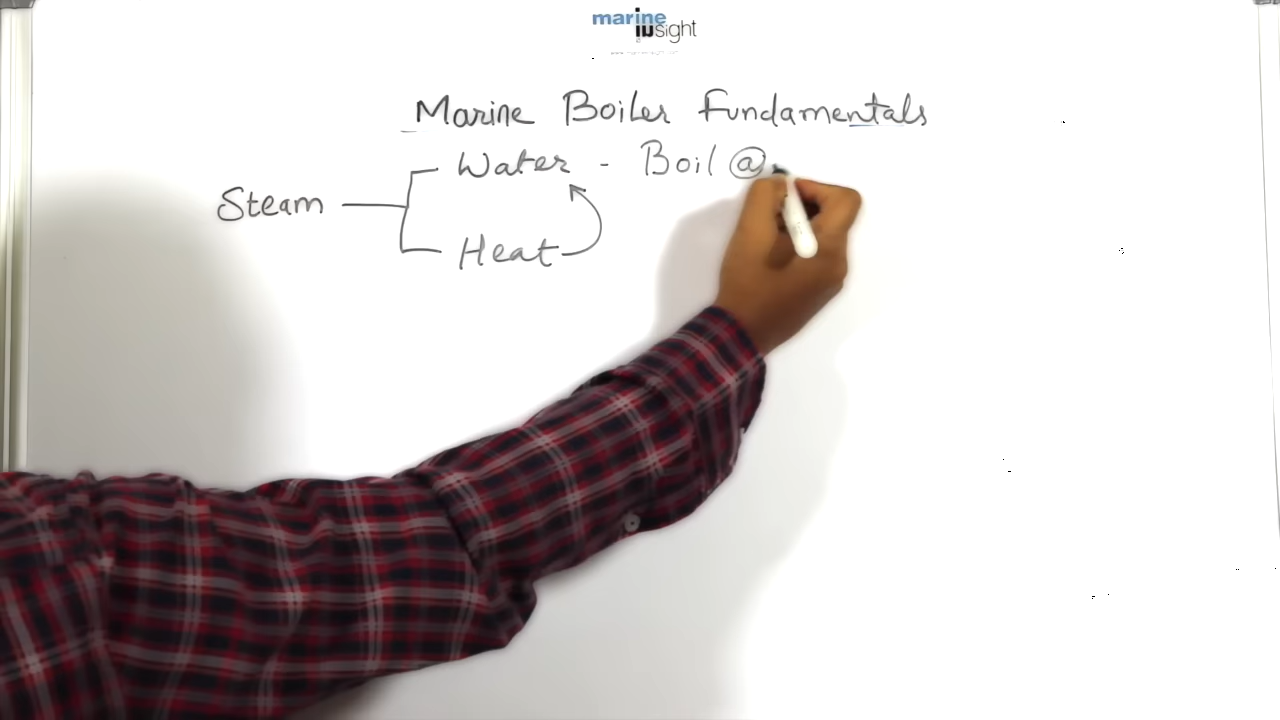 marine
insight
Marine Boiler Fundamentals
Steam
Water - Boil @
Heat